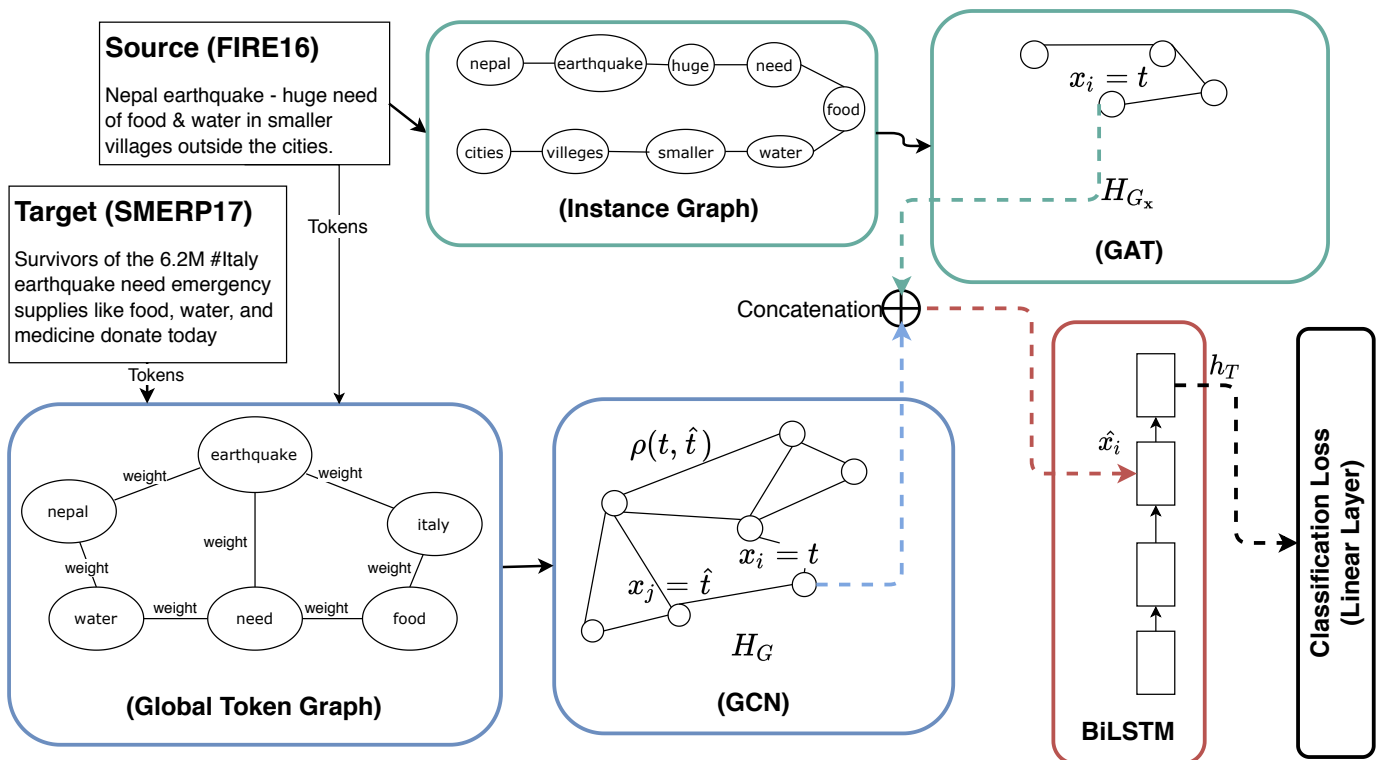 Source (FIRE16)
Nepal earthquake - huge need
of food & water in smaller
villages outside the cities.
Target (SMERP17)
Survivors of the 6.2M #Italy
earthquake need emergency
supplies like food, water, and
medicine donate today
Tokens
Tokens
nepal
earthquake
huge
need
food
cities
villeges
smaller
water
(Instance Graph)
x_i = t
H_{G_x}
(GAT)
Concatenation
earthquake
weight
weight
nepal
italy
weight
weight
weight
water
weight
need
weight
food
(Global Token Graph)
ρ(t, t̂)
x_i = t
x_j = t̂
H_G
(GCN)
h_T
x̂_i
BiLSTM
Classification Loss
(Linear Layer)